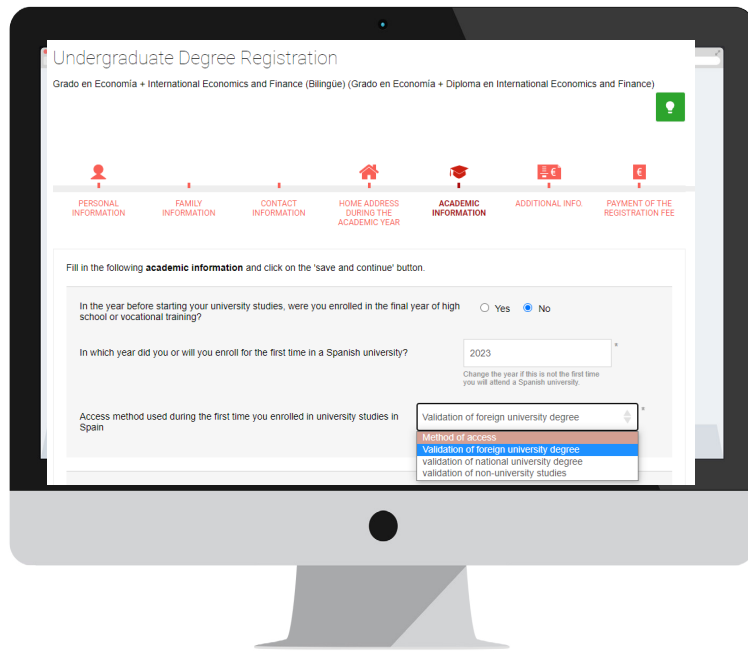 Undergraduate Degree Registration
Grado en Economía + International Economics and Finance (Bilingüe) (Grado en Economía + Diploma en International Economics and Finance)
PERSONAL INFORMATION
FAMILY INFORMATION
CONTACT INFORMATION
HOME ADDRESS DURING THE ACADEMIC YEAR
ACADEMIC INFORMATION
ADDITIONAL INFO.
PAYMENT OF THE REGISTRATION FEE
Fill in the following academic information and click on the 'save and continue' button.
In the year before starting your university studies, were you enrolled in the final year of high
school or vocational training?
Yes No
In which year did you or will you enroll for the first time in a Spanish university?
2023 *
Change the year if this is not the first time
you will attend a Spanish university.
Access method used during the first time you enrolled in university studies in
Spain
Validation of foreign university degree *
Method of access
Validation of foreign university degree
validation of national university degree
validation of non-university studies